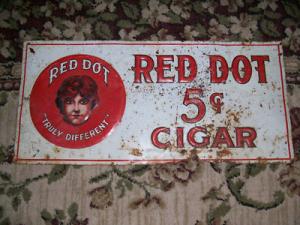 RED DOT
"TRULY DIFFERENT"
RED DOT
5¢
CIGAR